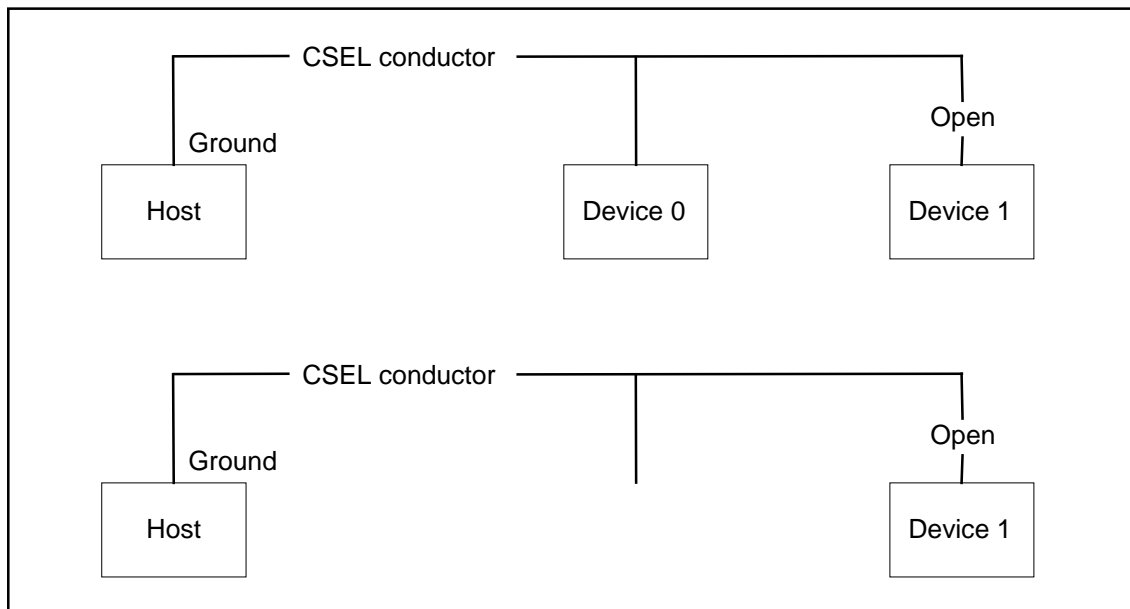 CSEL conductor
Open
Ground
Host
Device 0
Device 1
CSEL conductor
Open
Ground
Host
Device 1